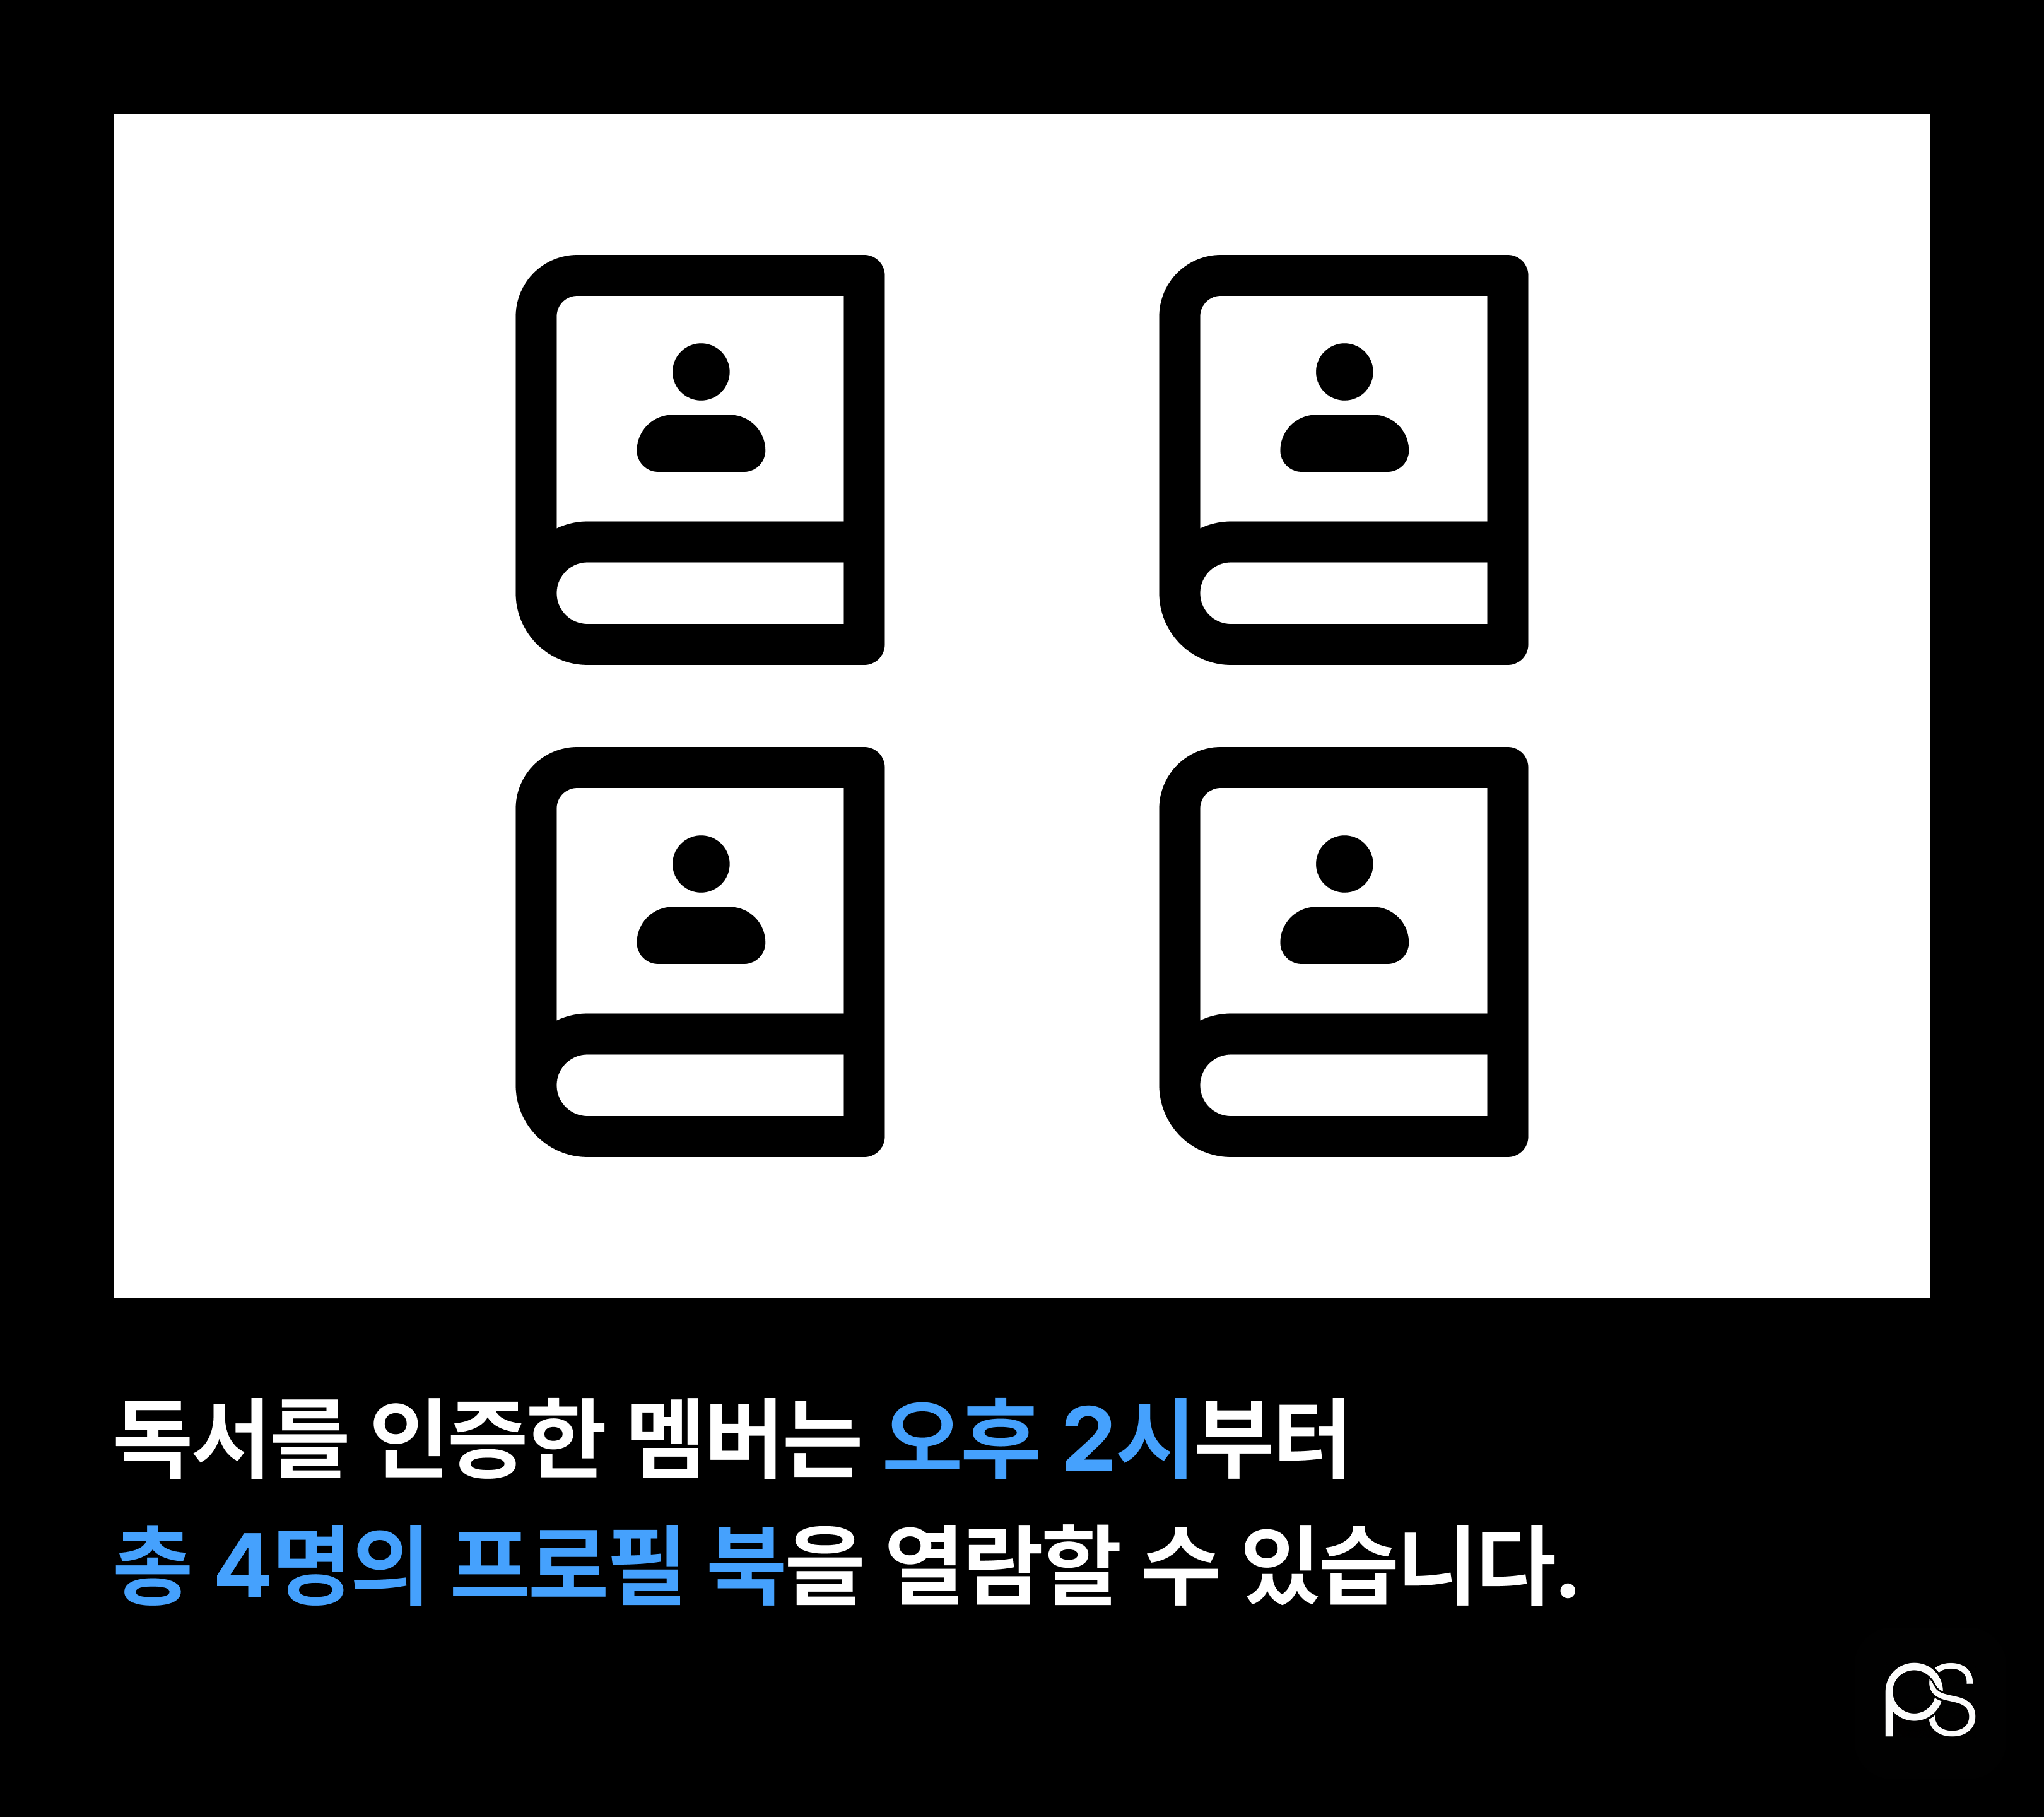 독서를 인증한 멤버는 오후 2시부터
총 4명의 프로필 북을 열람할 수 있습니다.
PS